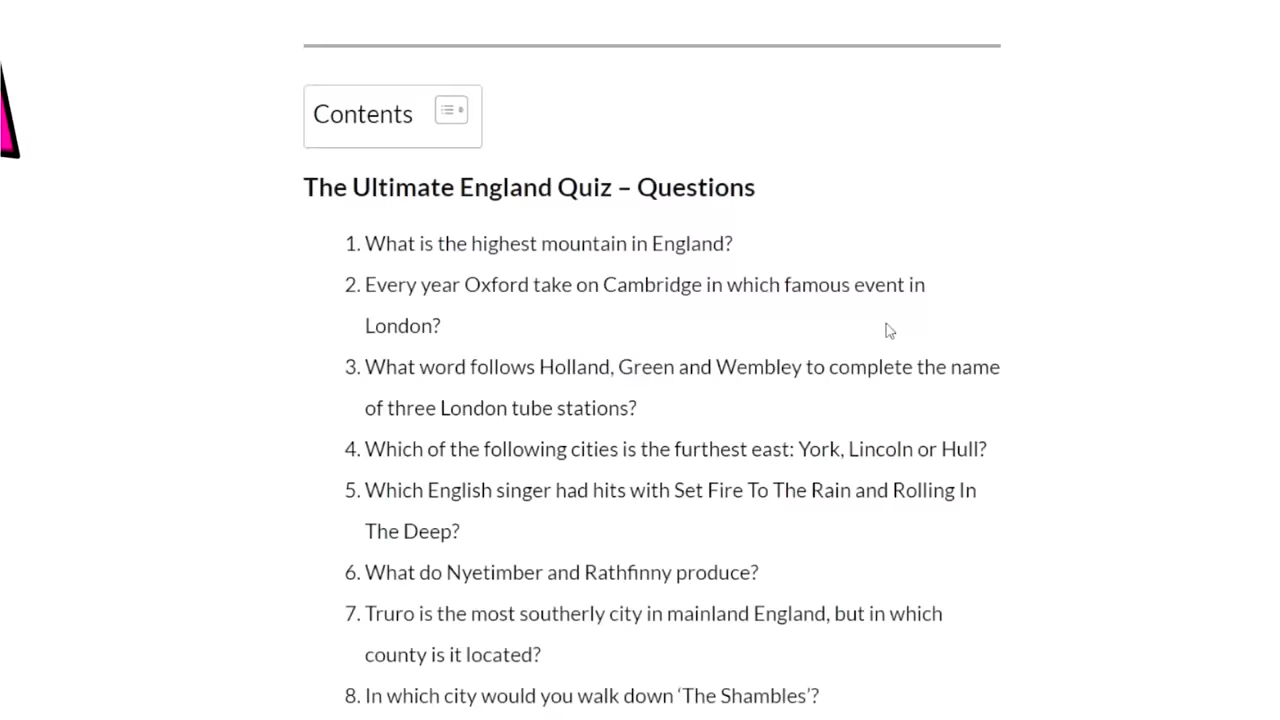 Contents
The Ultimate England Quiz – Questions
1. What is the highest mountain in England?
2. Every year Oxford take on Cambridge in which famous event in
London?
3. What word follows Holland, Green and Wembley to complete the name
of three London tube stations?
4. Which of the following cities is the furthest east: York, Lincoln or Hull?
5. Which English singer had hits with Set Fire To The Rain and Rolling In
The Deep?
6. What do Nyetimber and Rathfinny produce?
7. Truro is the most southerly city in mainland England, but in which
county is it located?
8. In which city would you walk down ‘The Shambles’?